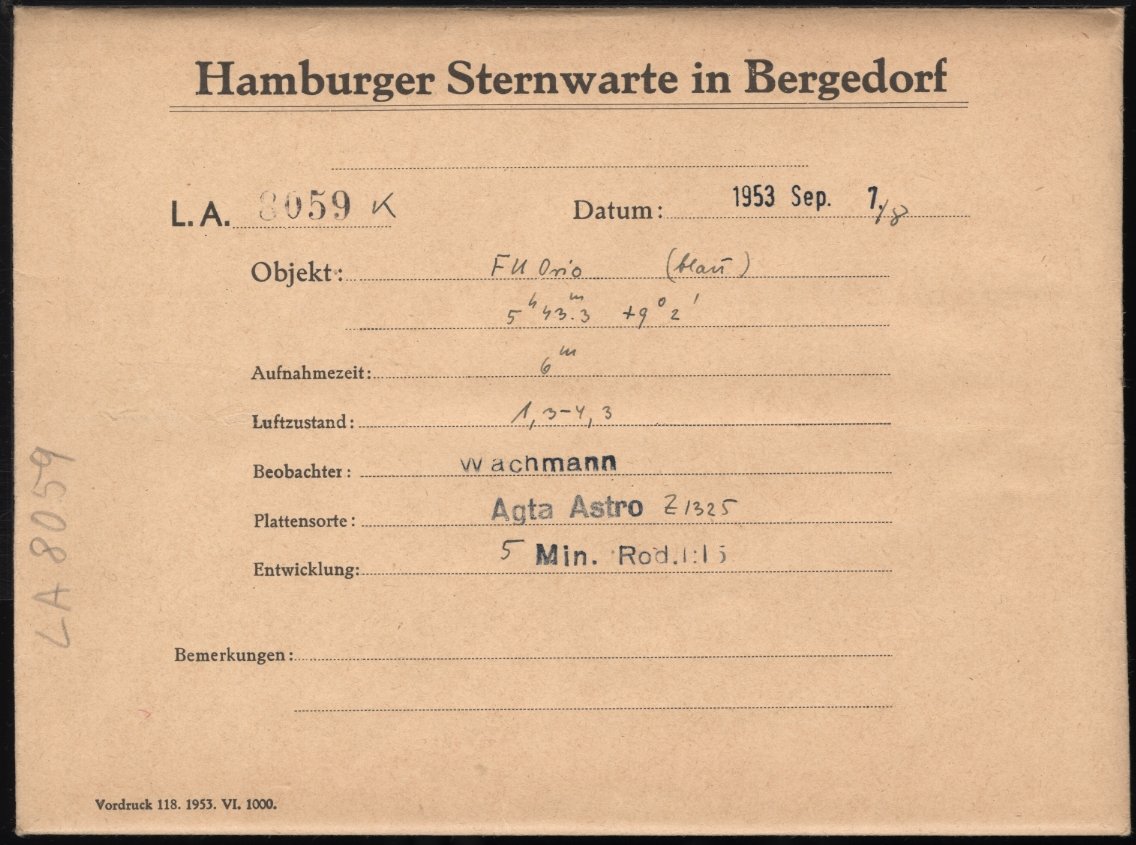 Hamburger Sternwarte in Bergedorf
L. A. 8059 K Datum: 1953 Sep. 7./8
Objekt: FU Orio (blau)
5ʰ 43ᵐ.3 +9° 2'
Aufnahmezeit: 6ᵐ
Luftzustand: 1,3-4,3
Beobachter: Wachmann
Plattensorte: Agfa Astro Z1325
Entwicklung: 5 Min. Rod.1:15
Bemerkungen:
Vordruck 118. 1953. VI. 1000.
LA 8059